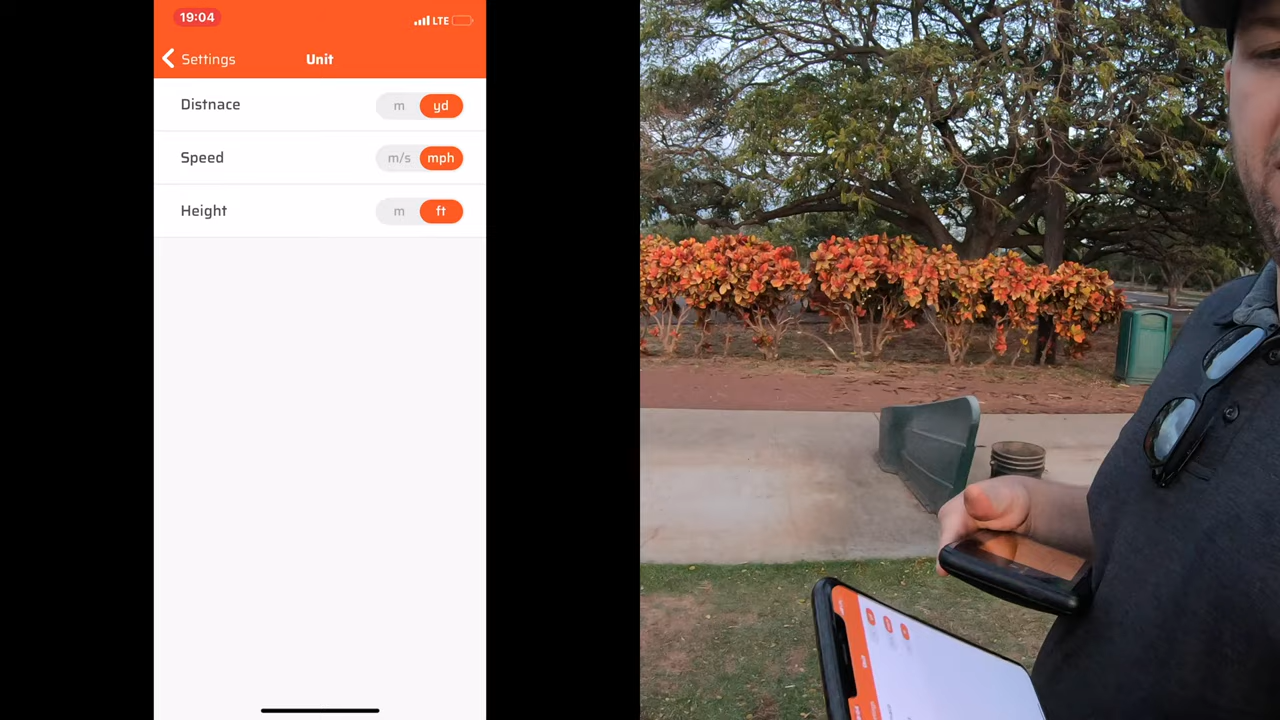 19:04 LTE
Settings Unit
Distnace m yd
Speed m/s mph
Height m ft